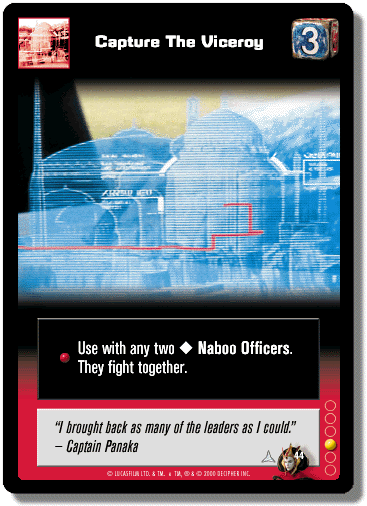 Capture The Viceroy
3
Use with any two ◆ Naboo Officers.
They fight together.
"I brought back as many of the leaders as I could."
– Captain Panaka
44
© LUCASFILM LTD. & TM. ® & © 2000 DECIPHER INC.